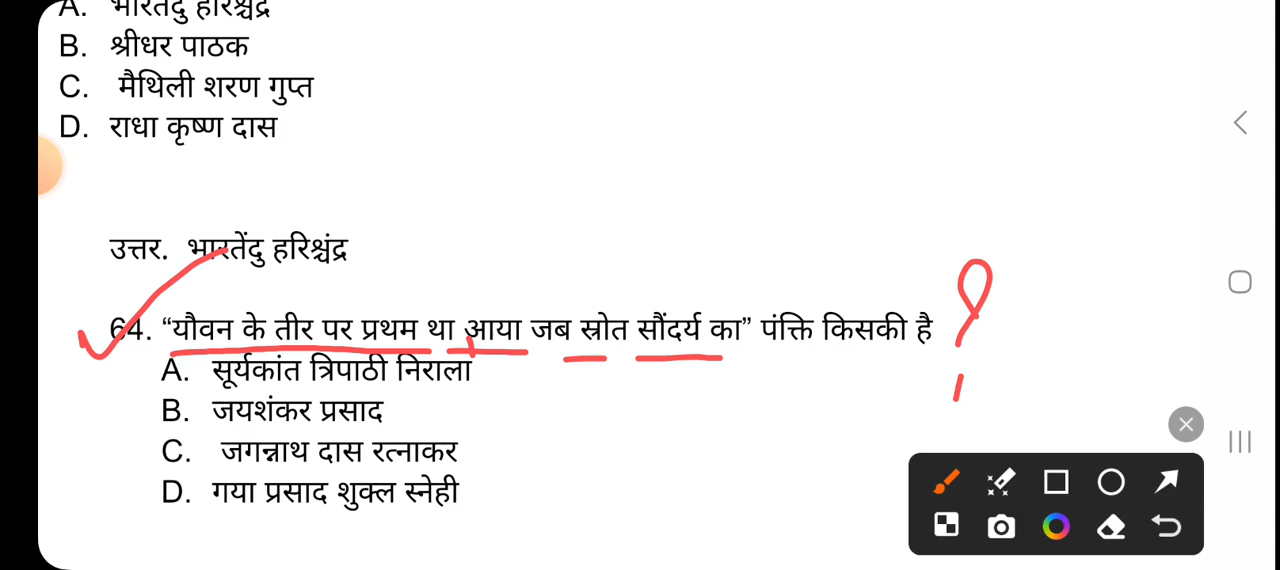 A. भारतेंदु हरिश्चंद्र
B. श्रीधर पाठक
C. मैथिली शरण गुप्त
D. राधा कृष्ण दास
उत्तर. भारतेंदु हरिश्चंद्र
64. “यौवन के तीर पर प्रथम था आया जब स्रोत सौंदर्य का” पंक्ति किसकी है
A. सूर्यकांत त्रिपाठी निराला
B. जयशंकर प्रसाद
C. जगन्नाथ दास रत्नाकर
D. गया प्रसाद शुक्ल स्नेही